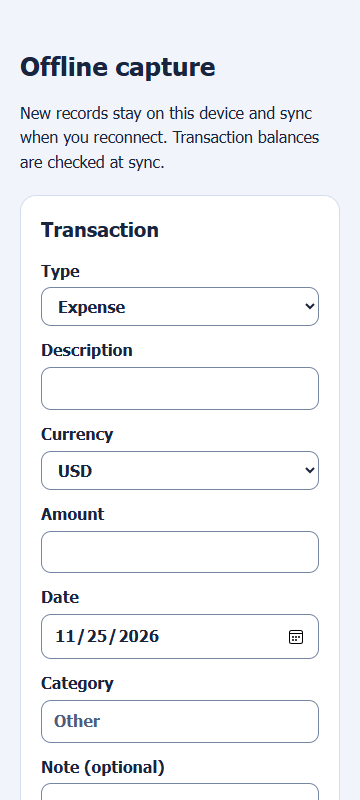 Offline capture
New records stay on this device and sync
when you reconnect. Transaction balances
are checked at sync.
Transaction
Type
Expense
Description
Currency
USD
Amount
Date
11/25/2026
Category
Other
Note (optional)